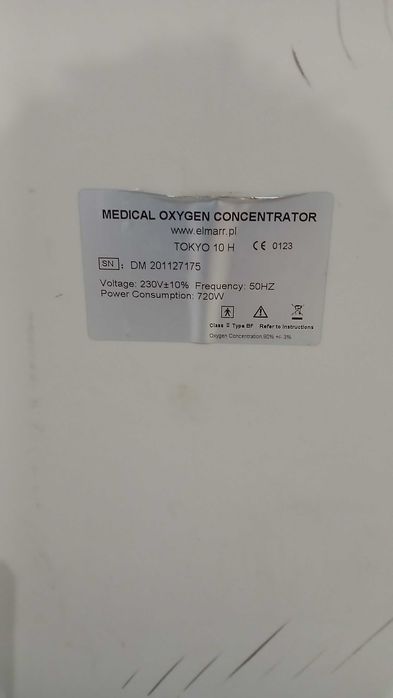 MEDICAL OXYGEN CONCENTRATOR
www.elmarr.pl
TOKYO 10 H CE 0123
SN : DM 201127175
Voltage: 230V±10% Frequency: 50HZ
Power Consumption: 720W
Class II Type BF Refer to Instructions
Oxygen Concentration:90% +/- 3%